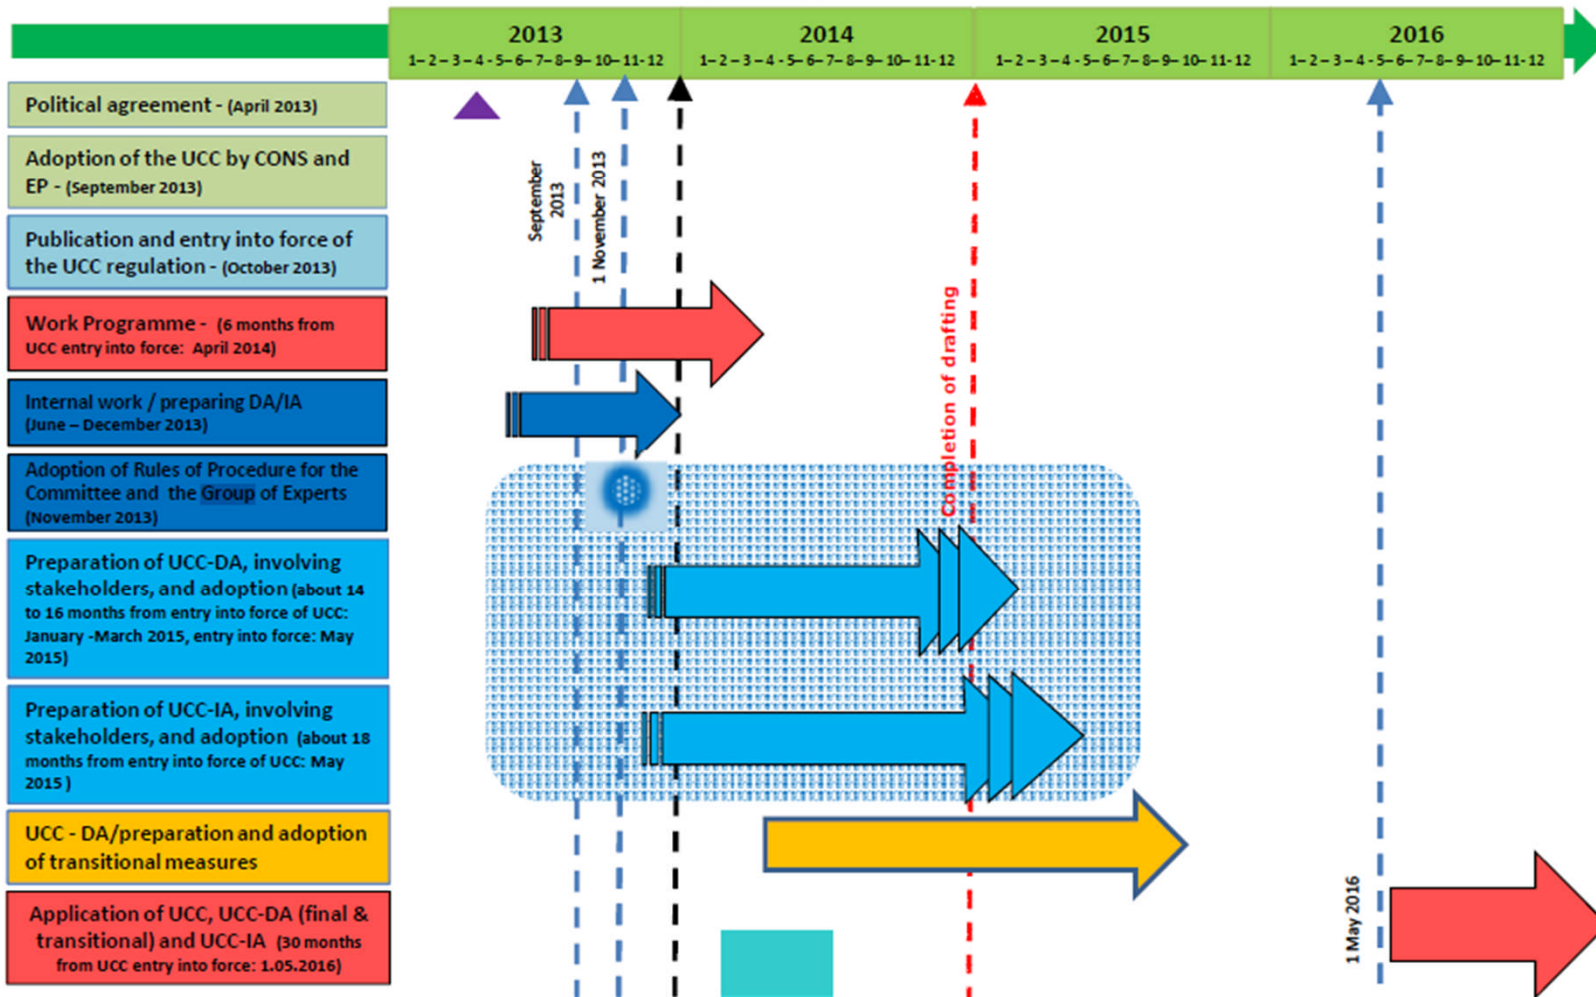 2013
2014
2015
2016
1– 2 – 3 – 4 - 5– 6– 7– 8– 9– 10– 11- 12
1– 2 – 3 – 4 - 5– 6– 7– 8– 9– 10– 11- 12
1– 2 – 3 – 4 - 5– 6– 7– 8– 9– 10– 11- 12
1– 2 – 3 – 4 - 5– 6– 7– 8– 9– 10– 11- 12
Political agreement - (April 2013)
Adoption of the UCC by CONS and
EP - (September 2013)
September
2013
1 November 2013
Publication and entry into force of
the UCC regulation - (October 2013)
Work Programme - (6 months from
UCC entry into force: April 2014)
Completion of drafting
Internal work / preparing DA/IA
(June – December 2013)
Adoption of Rules of Procedure for the
Committee and the Group of Experts
(November 2013)
Preparation of UCC-DA, involving
stakeholders, and adoption (about 14
to 16 months from entry into force of UCC:
January -March 2015, entry into force: May
2015)
Preparation of UCC-IA, involving
stakeholders, and adoption (about 18
months from entry into force of UCC: May
2015 )
UCC - DA/preparation and adoption
of transitional measures
Application of UCC, UCC-DA (final &
transitional) and UCC-IA (30 months
from UCC entry into force: 1.05.2016)
1 May 2016